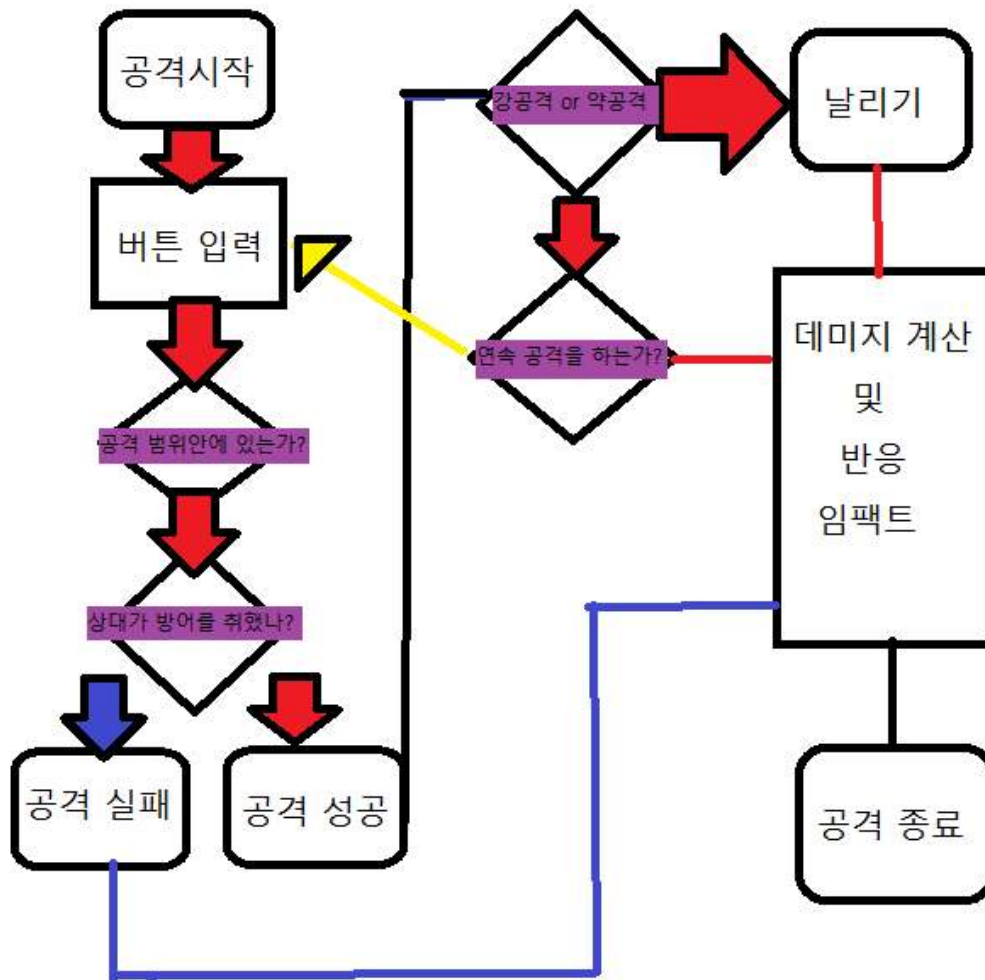 공격시작
버튼 입력
공격 범위안에 있는가?
상대가 방어를 취했나?
공격 실패
공격 성공
강공격 or 약공격
날리기
연속 공격을 하는가?
데미지 계산
및
반응
임팩트
공격 종료